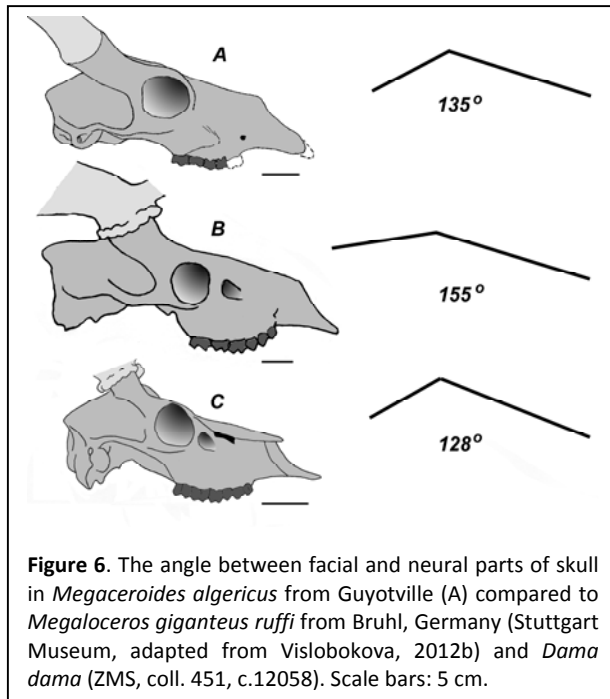 A
135°
B
155°
C
128°
Figure 6. The angle between facial and neural parts of skull
in Megaceroides algericus from Guyotville (A) compared to
Megaloceros giganteus ruffi from Bruhl, Germany (Stuttgart
Museum, adapted from Vislobokova, 2012b) and Dama
dama (ZMS, coll. 451, c.12058). Scale bars: 5 cm.